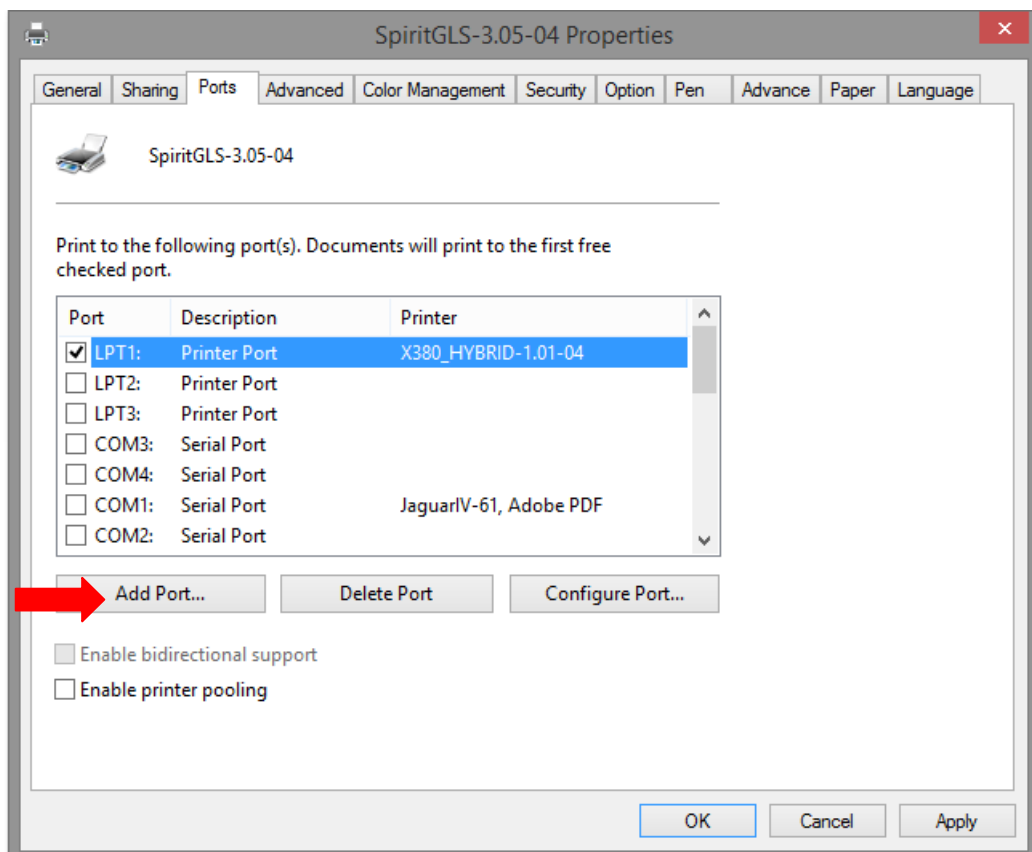 SpiritGLS-3.05-04 Properties
General Sharing Ports Advanced Color Management Security Option Pen Advance Paper Language
SpiritGLS-3.05-04
Print to the following port(s). Documents will print to the first free
checked port.
Port Description Printer
LPT1: Printer Port X380_HYBRID-1.01-04
LPT2: Printer Port
LPT3: Printer Port
COM3: Serial Port
COM4: Serial Port
COM1: Serial Port JaguarIV-61, Adobe PDF
COM2: Serial Port
Add Port... Delete Port Configure Port...
Enable bidirectional support
Enable printer pooling
OK Cancel Apply